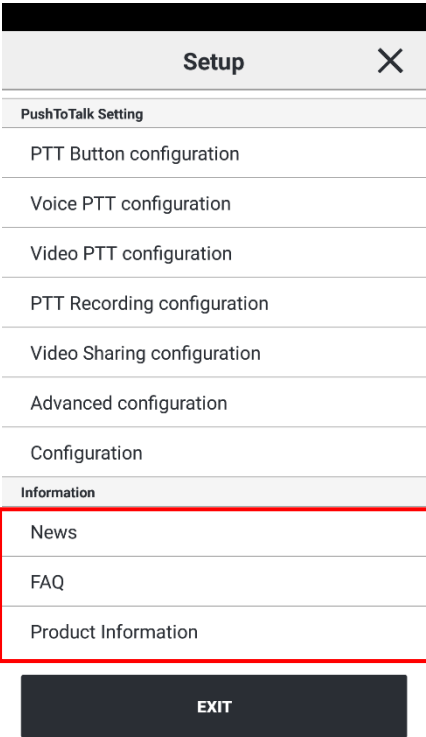 Setup
PushToTalk Setting
PTT Button configuration
Voice PTT configuration
Video PTT configuration
PTT Recording configuration
Video Sharing configuration
Advanced configuration
Configuration
Information
News
FAQ
Product Information
EXIT